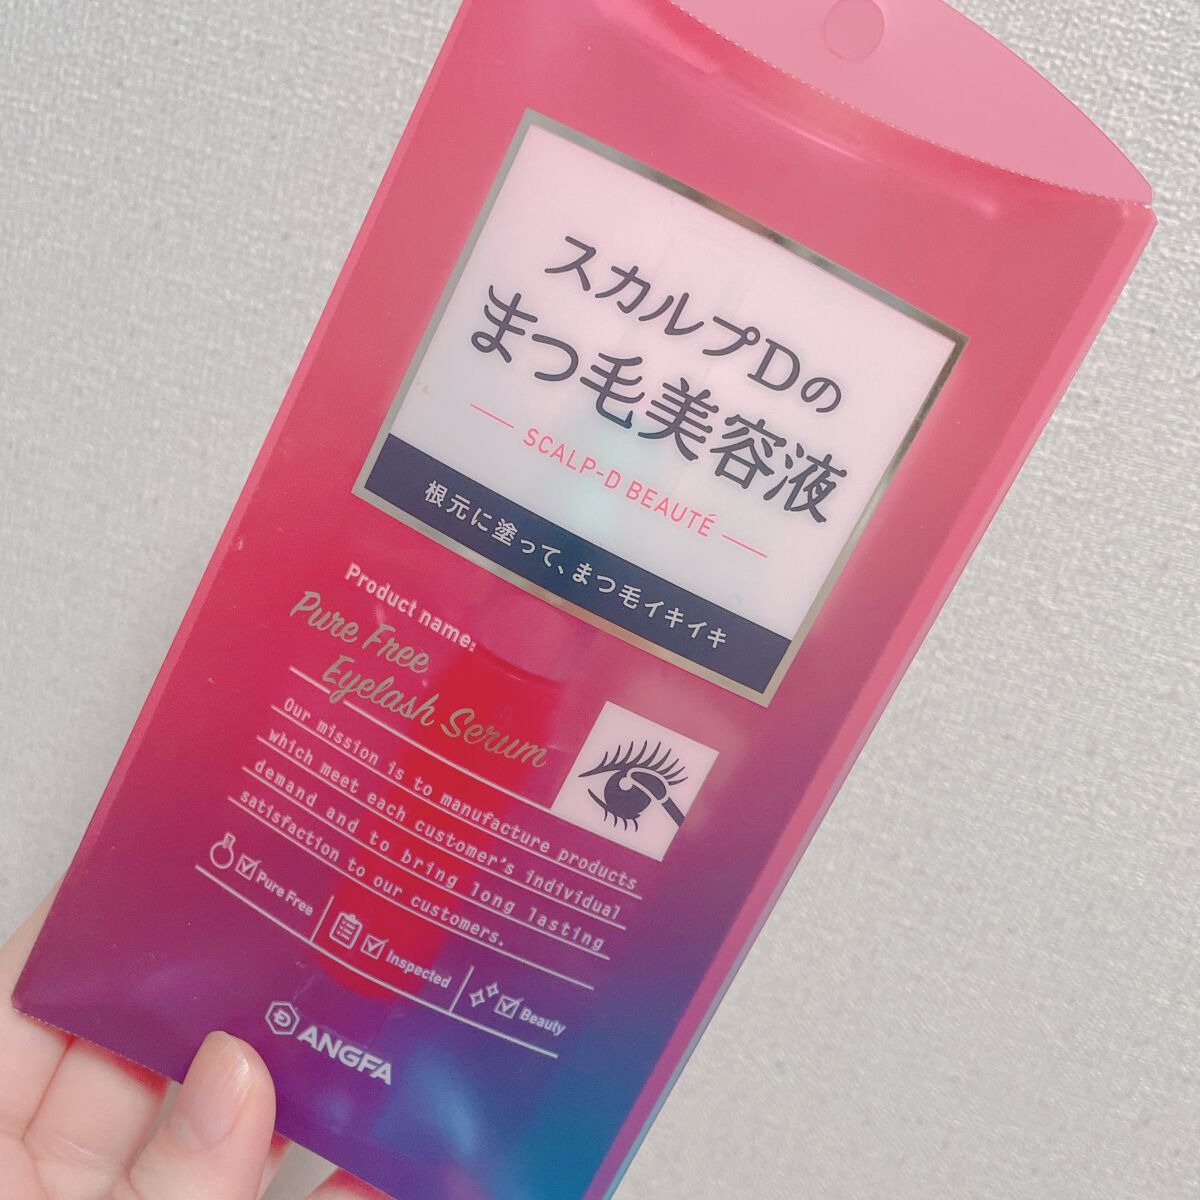 スカルプDの
まつ毛美容液
SCALP-D BEAUTÉ
根元に塗って、まつ毛イキイキ
Product name:
Pure Free
Eyelash Serum
Our mission is to manufacture products
which meet each customer's individual
demand and to bring long lasting
satisfaction to our customers.
Pure Free
Inspected
Beauty
ANGFA